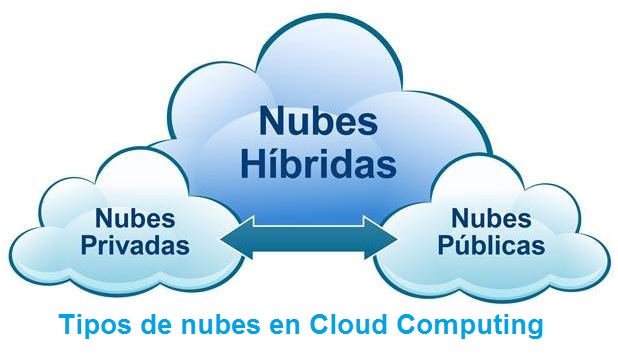 Nubes
Híbridas
Nubes
Privadas
Nubes
Públicas
Tipos de nubes en Cloud Computing